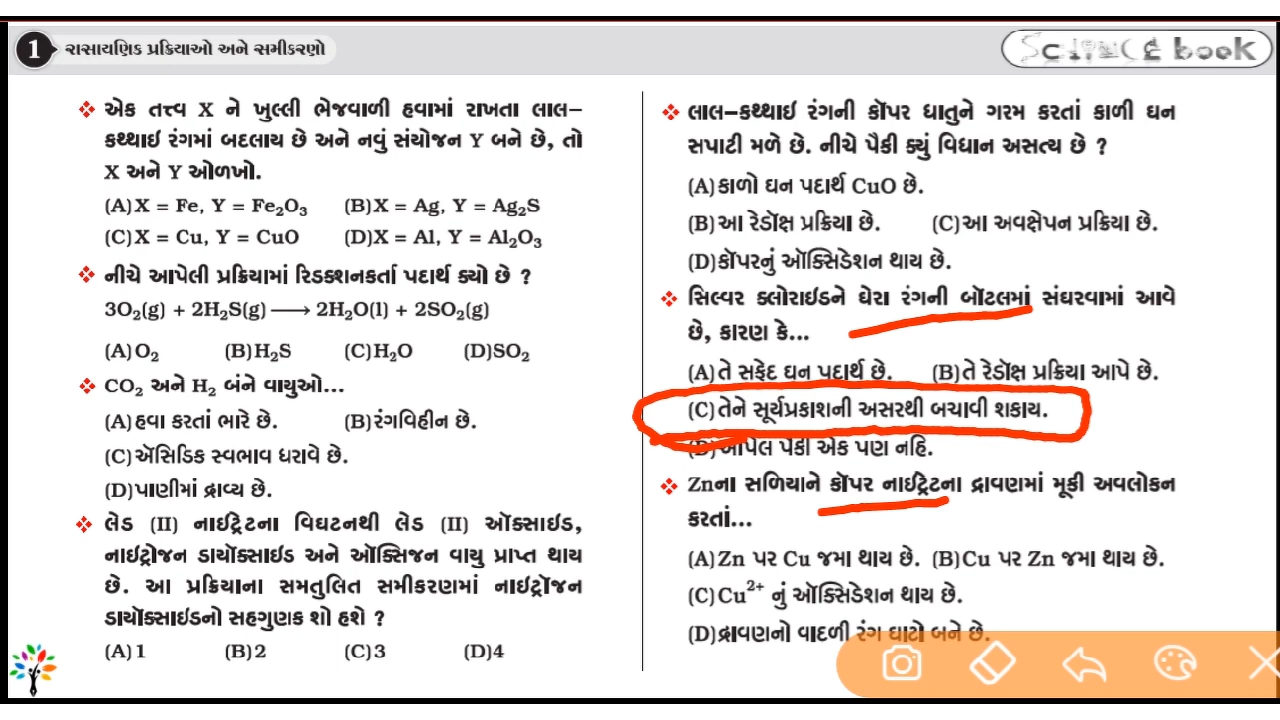 1 રાસાયણિક પ્રક્રિયાઓ અને સમીકરણો
SCIENCE book
❖ એક તત્ત્વ X ને ખુલ્લી ભેજવાળી હવામાં રાખતા લાલ–
કથ્થાઈ રંગમાં બદલાય છે અને નવું સંયોજન Y બને છે, તો
X અને Y ઓળખો.
(A) X = Fe, Y = Fe₂O₃ (B) X = Ag, Y = Ag₂S
(C) X = Cu, Y = CuO (D) X = Al, Y = Al₂O₃
❖ નીચે આપેલી પ્રક્રિયામાં રિડક્શનકર્તા પદાર્થ ક્યો છે ?
3O₂(g) + 2H₂S(g) ⟶ 2H₂O(l) + 2SO₂(g)
(A) O₂ (B) H₂S (C) H₂O (D) SO₂
❖ CO₂ અને H₂ બંને વાયુઓ...
(A) હવા કરતાં ભારે છે. (B) રંગવિહીન છે.
(C) ઍસિડિક સ્વભાવ ધરાવે છે.
(D) પાણીમાં દ્રાવ્ય છે.
❖ લેડ (II) નાઈટ્રેટના વિઘટનથી લેડ (II) ઑક્સાઇડ,
નાઈટ્રોજન ડાયૉક્સાઇડ અને ઑક્સિજન વાયુ પ્રાપ્ત થાય
છે. આ પ્રક્રિયાના સમતુલિત સમીકરણમાં નાઈટ્રૉજન
ડાયૉક્સાઇડનો સહગુણક શો હશે ?
(A) 1 (B) 2 (C) 3 (D) 4
❖ લાલ–કથ્થાઇ રંગની કૉપર ધાતુને ગરમ કરતાં કાળી ઘન
સપાટી મળે છે. નીચે પૈકી ક્યું વિધાન અસત્ય છે ?
(A) કાળો ઘન પદાર્થ CuO છે.
(B) આ રેડૉક્ષ પ્રક્રિયા છે. (C) આ અવક્ષેપન પ્રક્રિયા છે.
(D) કૉપરનું ઑક્સિડેશન થાય છે.
❖ સિલ્વર ક્લોરાઇડને ઘેરા રંગની બૉટલમાં સંઘરવામાં આવે
છે, કારણ કે...
(A) તે સફેદ ઘન પદાર્થ છે. (B) તે રેડૉક્ષ પ્રક્રિયા આપે છે.
(C) તેને સૂર્યપ્રકાશની અસરથી બચાવી શકાય.
(D) આપેલ પૈકી એક પણ નહિ.
❖ Znના સળિયાને કૉપર નાઈટ્રેટના દ્રાવણમાં મૂકી અવલોકન
કરતાં...
(A) Zn પર Cu જમા થાય છે. (B) Cu પર Zn જમા થાય છે.
(C) Cu²⁺ નું ઑક્સિડેશન થાય છે.
(D) દ્રાવણનો વાદળી રંગ ઘાટો બને છે.